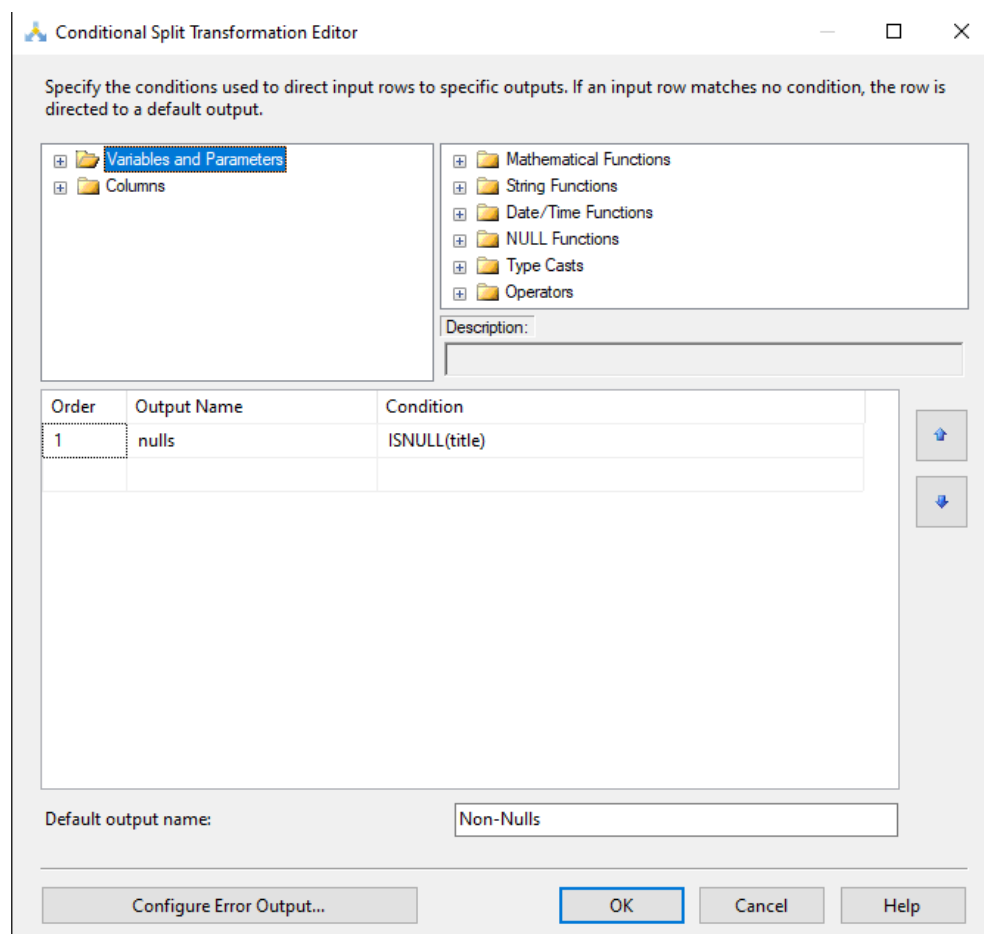 Conditional Split Transformation Editor
Specify the conditions used to direct input rows to specific outputs. If an input row matches no condition, the row is
directed to a default output.
Variables and Parameters
Columns
Mathematical Functions
String Functions
Date/Time Functions
NULL Functions
Type Casts
Operators
Description:
Order Output Name Condition
1 nulls ISNULL(title)
Default output name: Non-Nulls
Configure Error Output... OK Cancel Help